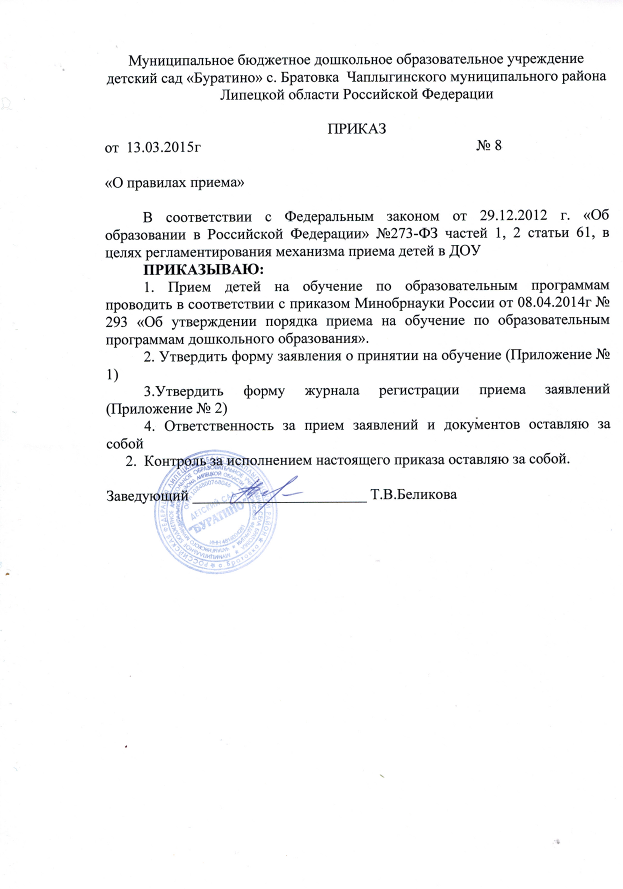 Муниципальное бюджетное дошкольное образовательное учреждение
детский сад «Буратино» с. Братовка Чаплыгинского муниципального района
Липецкой области Российской Федерации
ПРИКАЗ
от 13.03.2015г № 8
«О правилах приема»
В соответствии с Федеральным законом от 29.12.2012 г. «Об
образовании в Российской Федерации» №273-ФЗ частей 1, 2 статьи 61, в
целях регламентирования механизма приема детей в ДОУ
ПРИКАЗЫВАЮ:
1. Прием детей на обучение по образовательным программам
проводить в соответствии с приказом Минобрнауки России от 08.04.2014г №
293 «Об утверждении порядка приема на обучение по образовательным
программам дошкольного образования».
2. Утвердить форму заявления о принятии на обучение (Приложение №
1)
3.Утвердить форму журнала регистрации приема заявлений
(Приложение № 2)
4. Ответственность за прием заявлений и документов оставляю за
собой
2. Контроль за исполнением настоящего приказа оставляю за собой.
Заведующий ________________________ Т.В.Беликова
ДЕТСКИЙ САД
"БУРАТИНО"